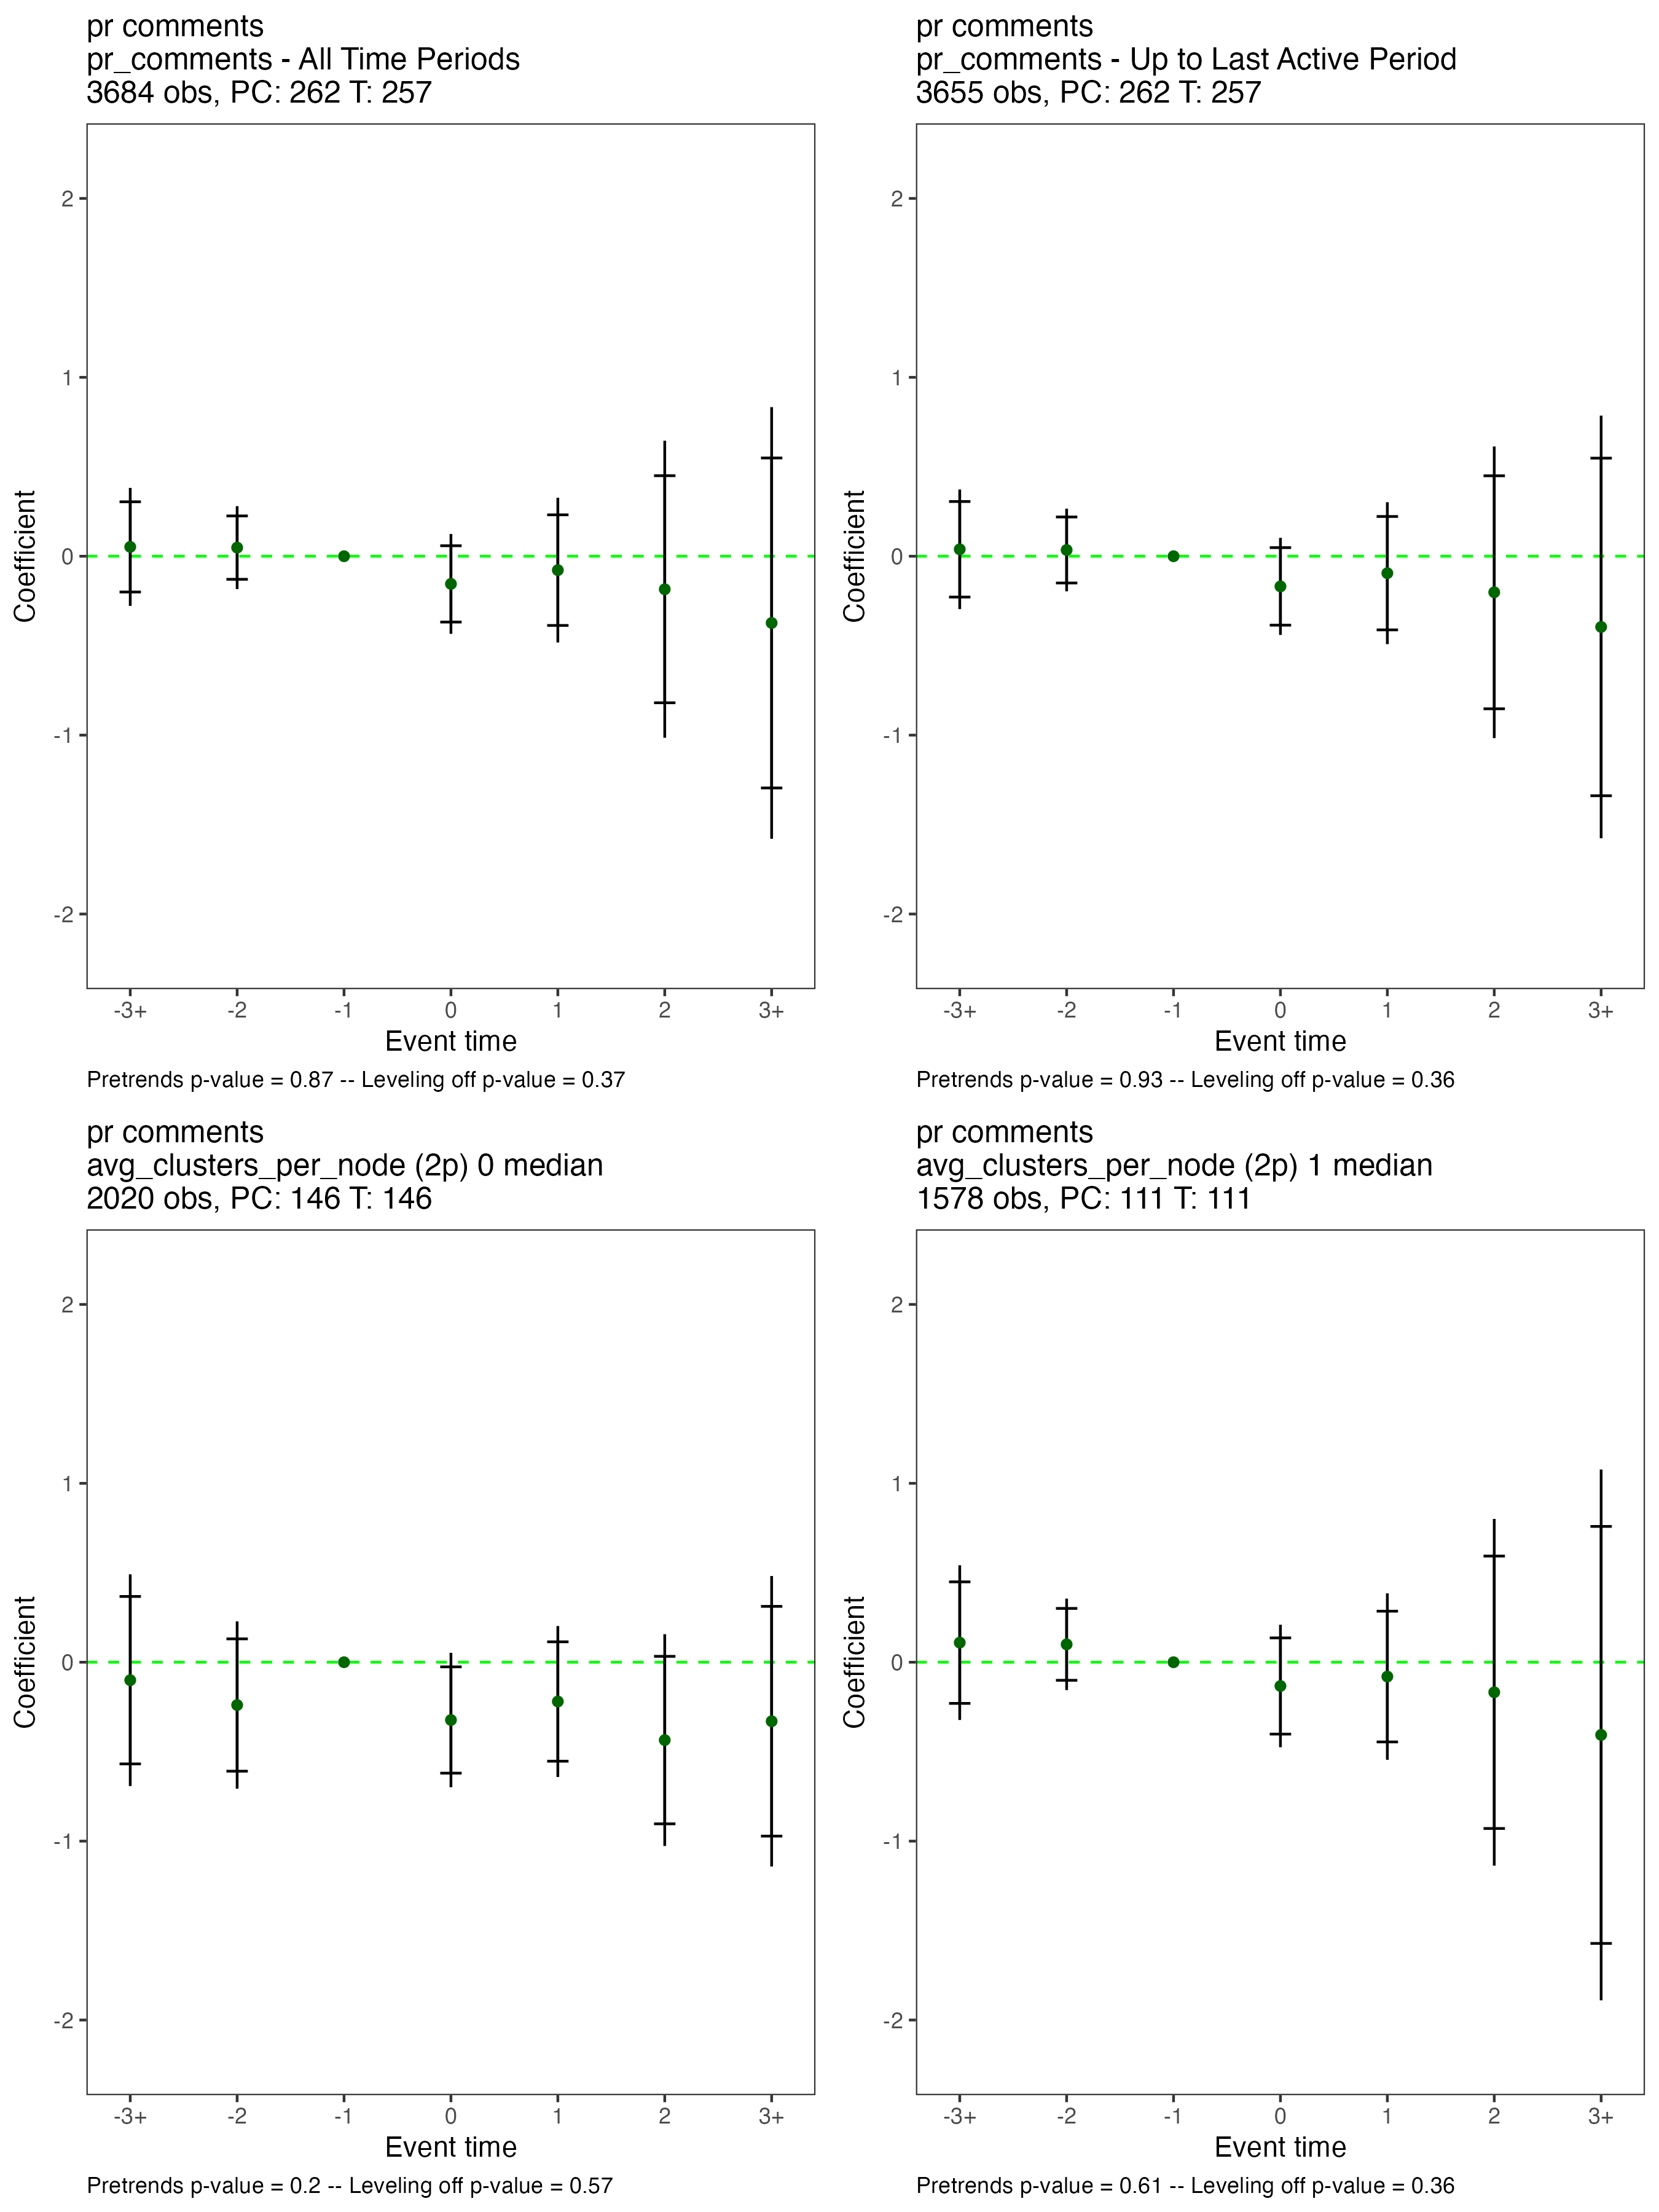 pr comments
pr_comments - All Time Periods
3684 obs, PC: 262 T: 257
2
1
0
-1
-2
Coefficient
-3+ -2 -1 0 1 2 3+
Event time
Pretrends p-value = 0.87 -- Leveling off p-value = 0.37
pr comments
pr_comments - Up to Last Active Period
3655 obs, PC: 262 T: 257
2
1
0
-1
-2
Coefficient
-3+ -2 -1 0 1 2 3+
Event time
Pretrends p-value = 0.93 -- Leveling off p-value = 0.36
pr comments
avg_clusters_per_node (2p) 0 median
2020 obs, PC: 146 T: 146
2
1
0
-1
-2
Coefficient
-3+ -2 -1 0 1 2 3+
Event time
Pretrends p-value = 0.2 -- Leveling off p-value = 0.57
pr comments
avg_clusters_per_node (2p) 1 median
1578 obs, PC: 111 T: 111
2
1
0
-1
-2
Coefficient
-3+ -2 -1 0 1 2 3+
Event time
Pretrends p-value = 0.61 -- Leveling off p-value = 0.36